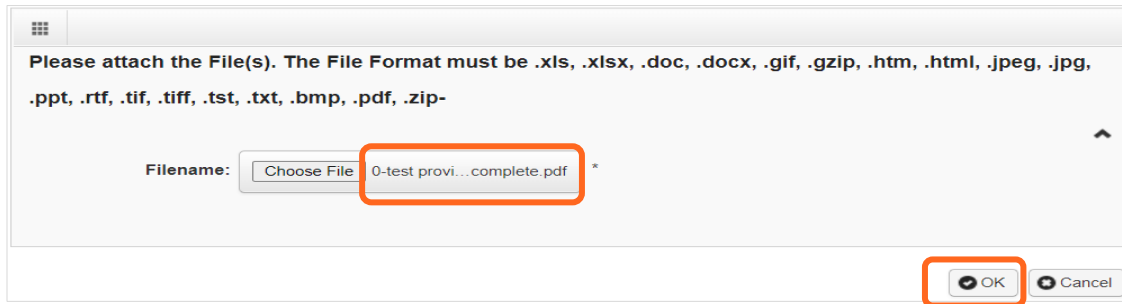 Please attach the File(s). The File Format must be .xls, .xlsx, .doc, .docx, .gif, .gzip, .htm, .html, .jpeg, .jpg,
.ppt, .rtf, .tif, .tiff, .tst, .txt, .bmp, .pdf, .zip-
Filename: Choose File 0-test provi...complete.pdf *
OK Cancel